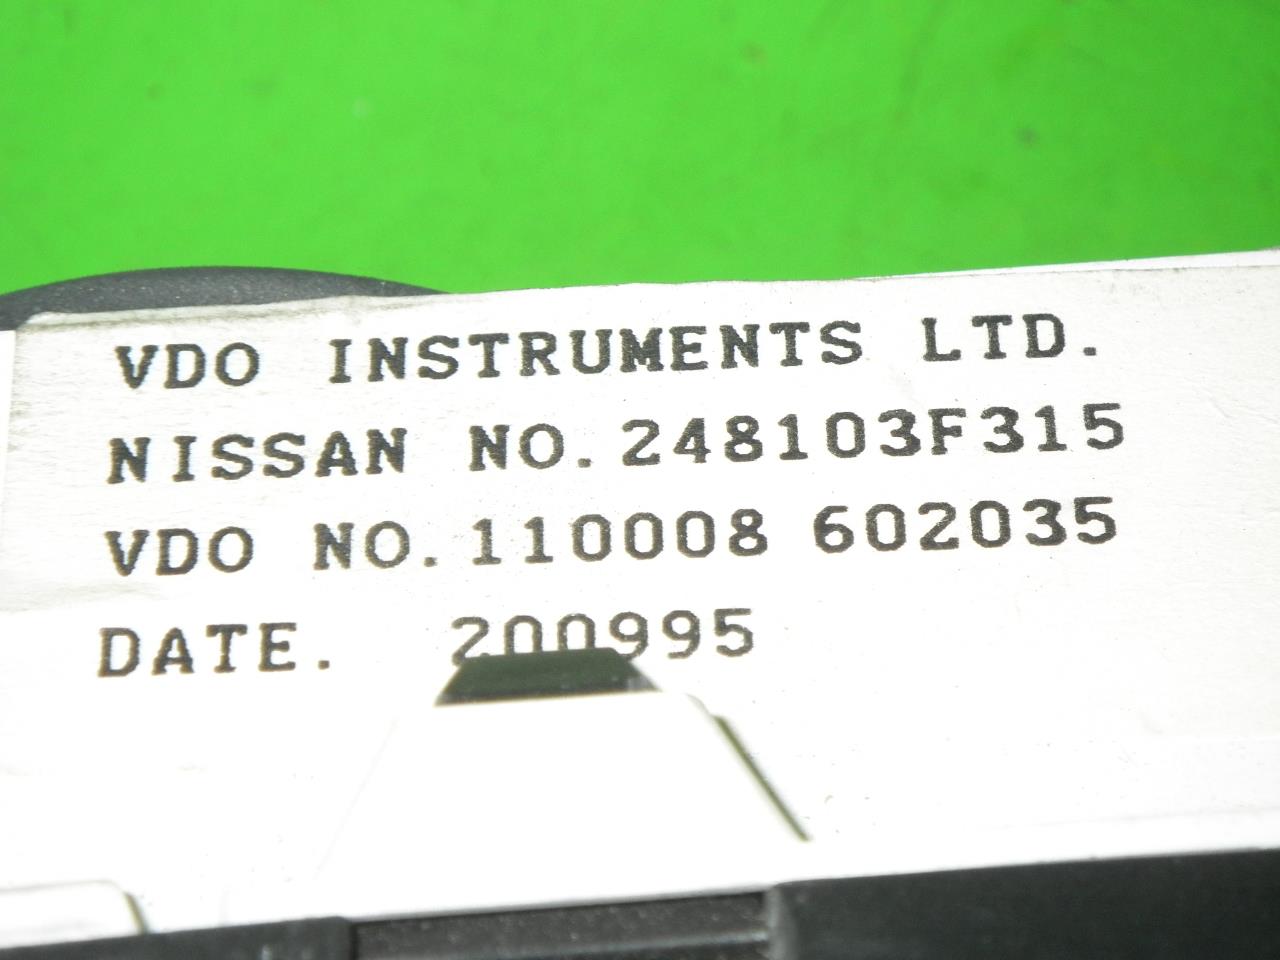 VDO INSTRUMENTS LTD.
NISSAN NO.248103F315
VDO NO.110008 602035
DATE. 200995